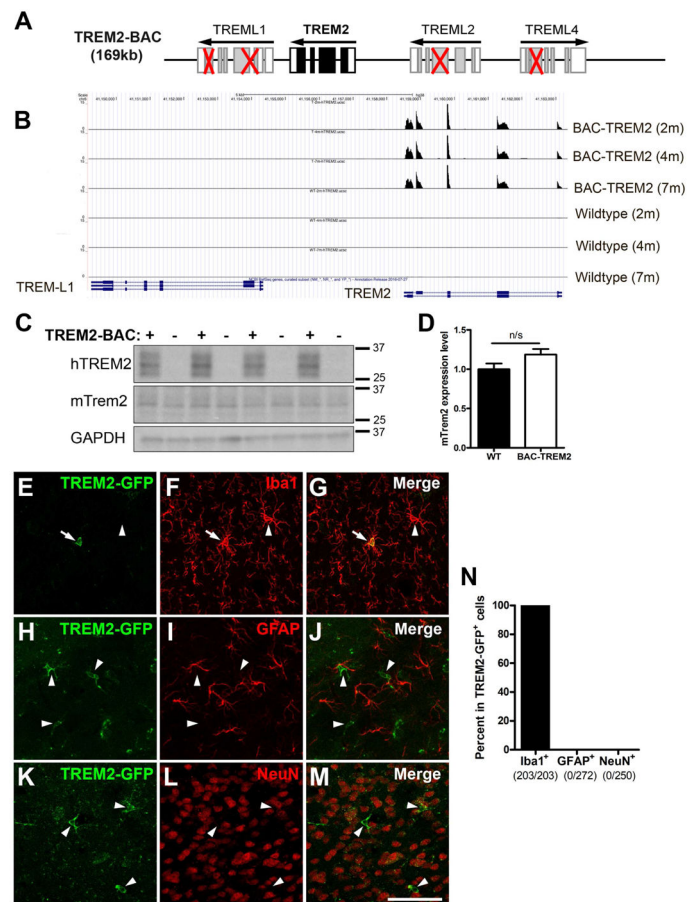 A
TREM2-BAC
(169kb)
TREML1
TREM2
TREML2
TREML4
B
BAC-TREM2 (2m)
BAC-TREM2 (4m)
BAC-TREM2 (7m)
Wildtype (2m)
Wildtype (4m)
Wildtype (7m)
TREM-L1
TREM2
C
TREM2-BAC: + - + - + - + -
hTREM2
37
25
mTrem2
37
25
GAPDH
37
D
mTrem2 expression level
1.5
1.0
0.5
0.0
n/s
WT
BAC-TREM2
E TREM2-GFP
F Iba1
G Merge
H TREM2-GFP
I GFAP
J Merge
K TREM2-GFP
L NeuN
M Merge
N
Percent in TREM2-GFP+ cells
100
80
60
40
20
0
Iba1+ GFAP+ NeuN+
(203/203) (0/272) (0/250)